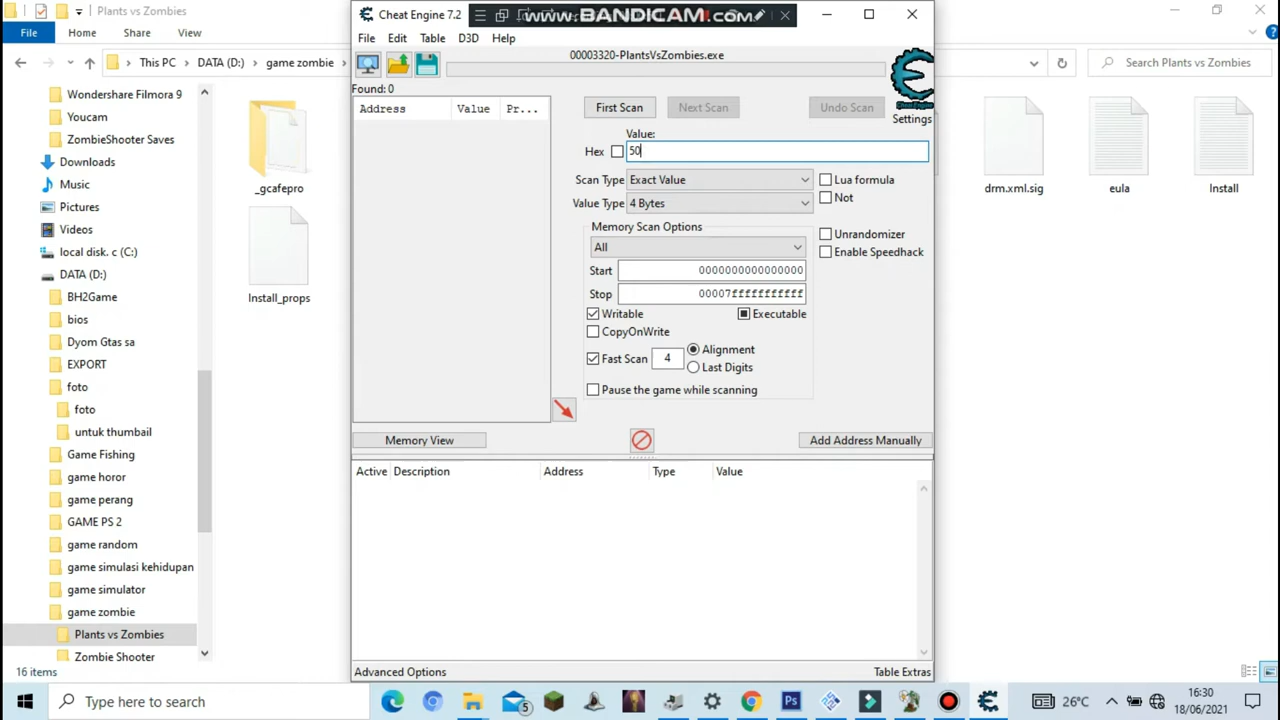 Plants vs Zombies
File
Home
Share
View
This PC
DATA (D:)
game zombie
Search Plants vs Zombies
Wondershare Filmora 9
Youcam
ZombieShooter Saves
Downloads
Music
Pictures
Videos
local disk. c (C:)
DATA (D:)
BH2Game
bios
Dyom Gtas sa
EXPORT
foto
foto
untuk thumbail
Game Fishing
game horor
game perang
GAME PS 2
game random
game simulasi kehidupan
game simulator
game zombie
Plants vs Zombies
Zombie Shooter
16 items
_gcafepro
Install_props
drm.xml.sig
eula
Install
Cheat Engine 7.2
www.BANDICAM.com
File
Edit
Table
D3D
Help
00003320-PlantsVsZombies.exe
Found: 0
Address
Value
Pr...
First Scan
Next Scan
Undo Scan
Cheat Engine
Settings
Value:
Hex
50
Scan Type
Exact Value
Lua formula
Not
Value Type
4 Bytes
Memory Scan Options
All
Unrandomizer
Enable Speedhack
Start
0000000000000000
Stop
00007fffffffffff
Writable
Executable
CopyOnWrite
Fast Scan
4
Alignment
Last Digits
Pause the game while scanning
Memory View
Add Address Manually
Active
Description
Address
Type
Value
Advanced Options
Table Extras
Type here to search
5
Ps
26°C
16:30
18/06/2021